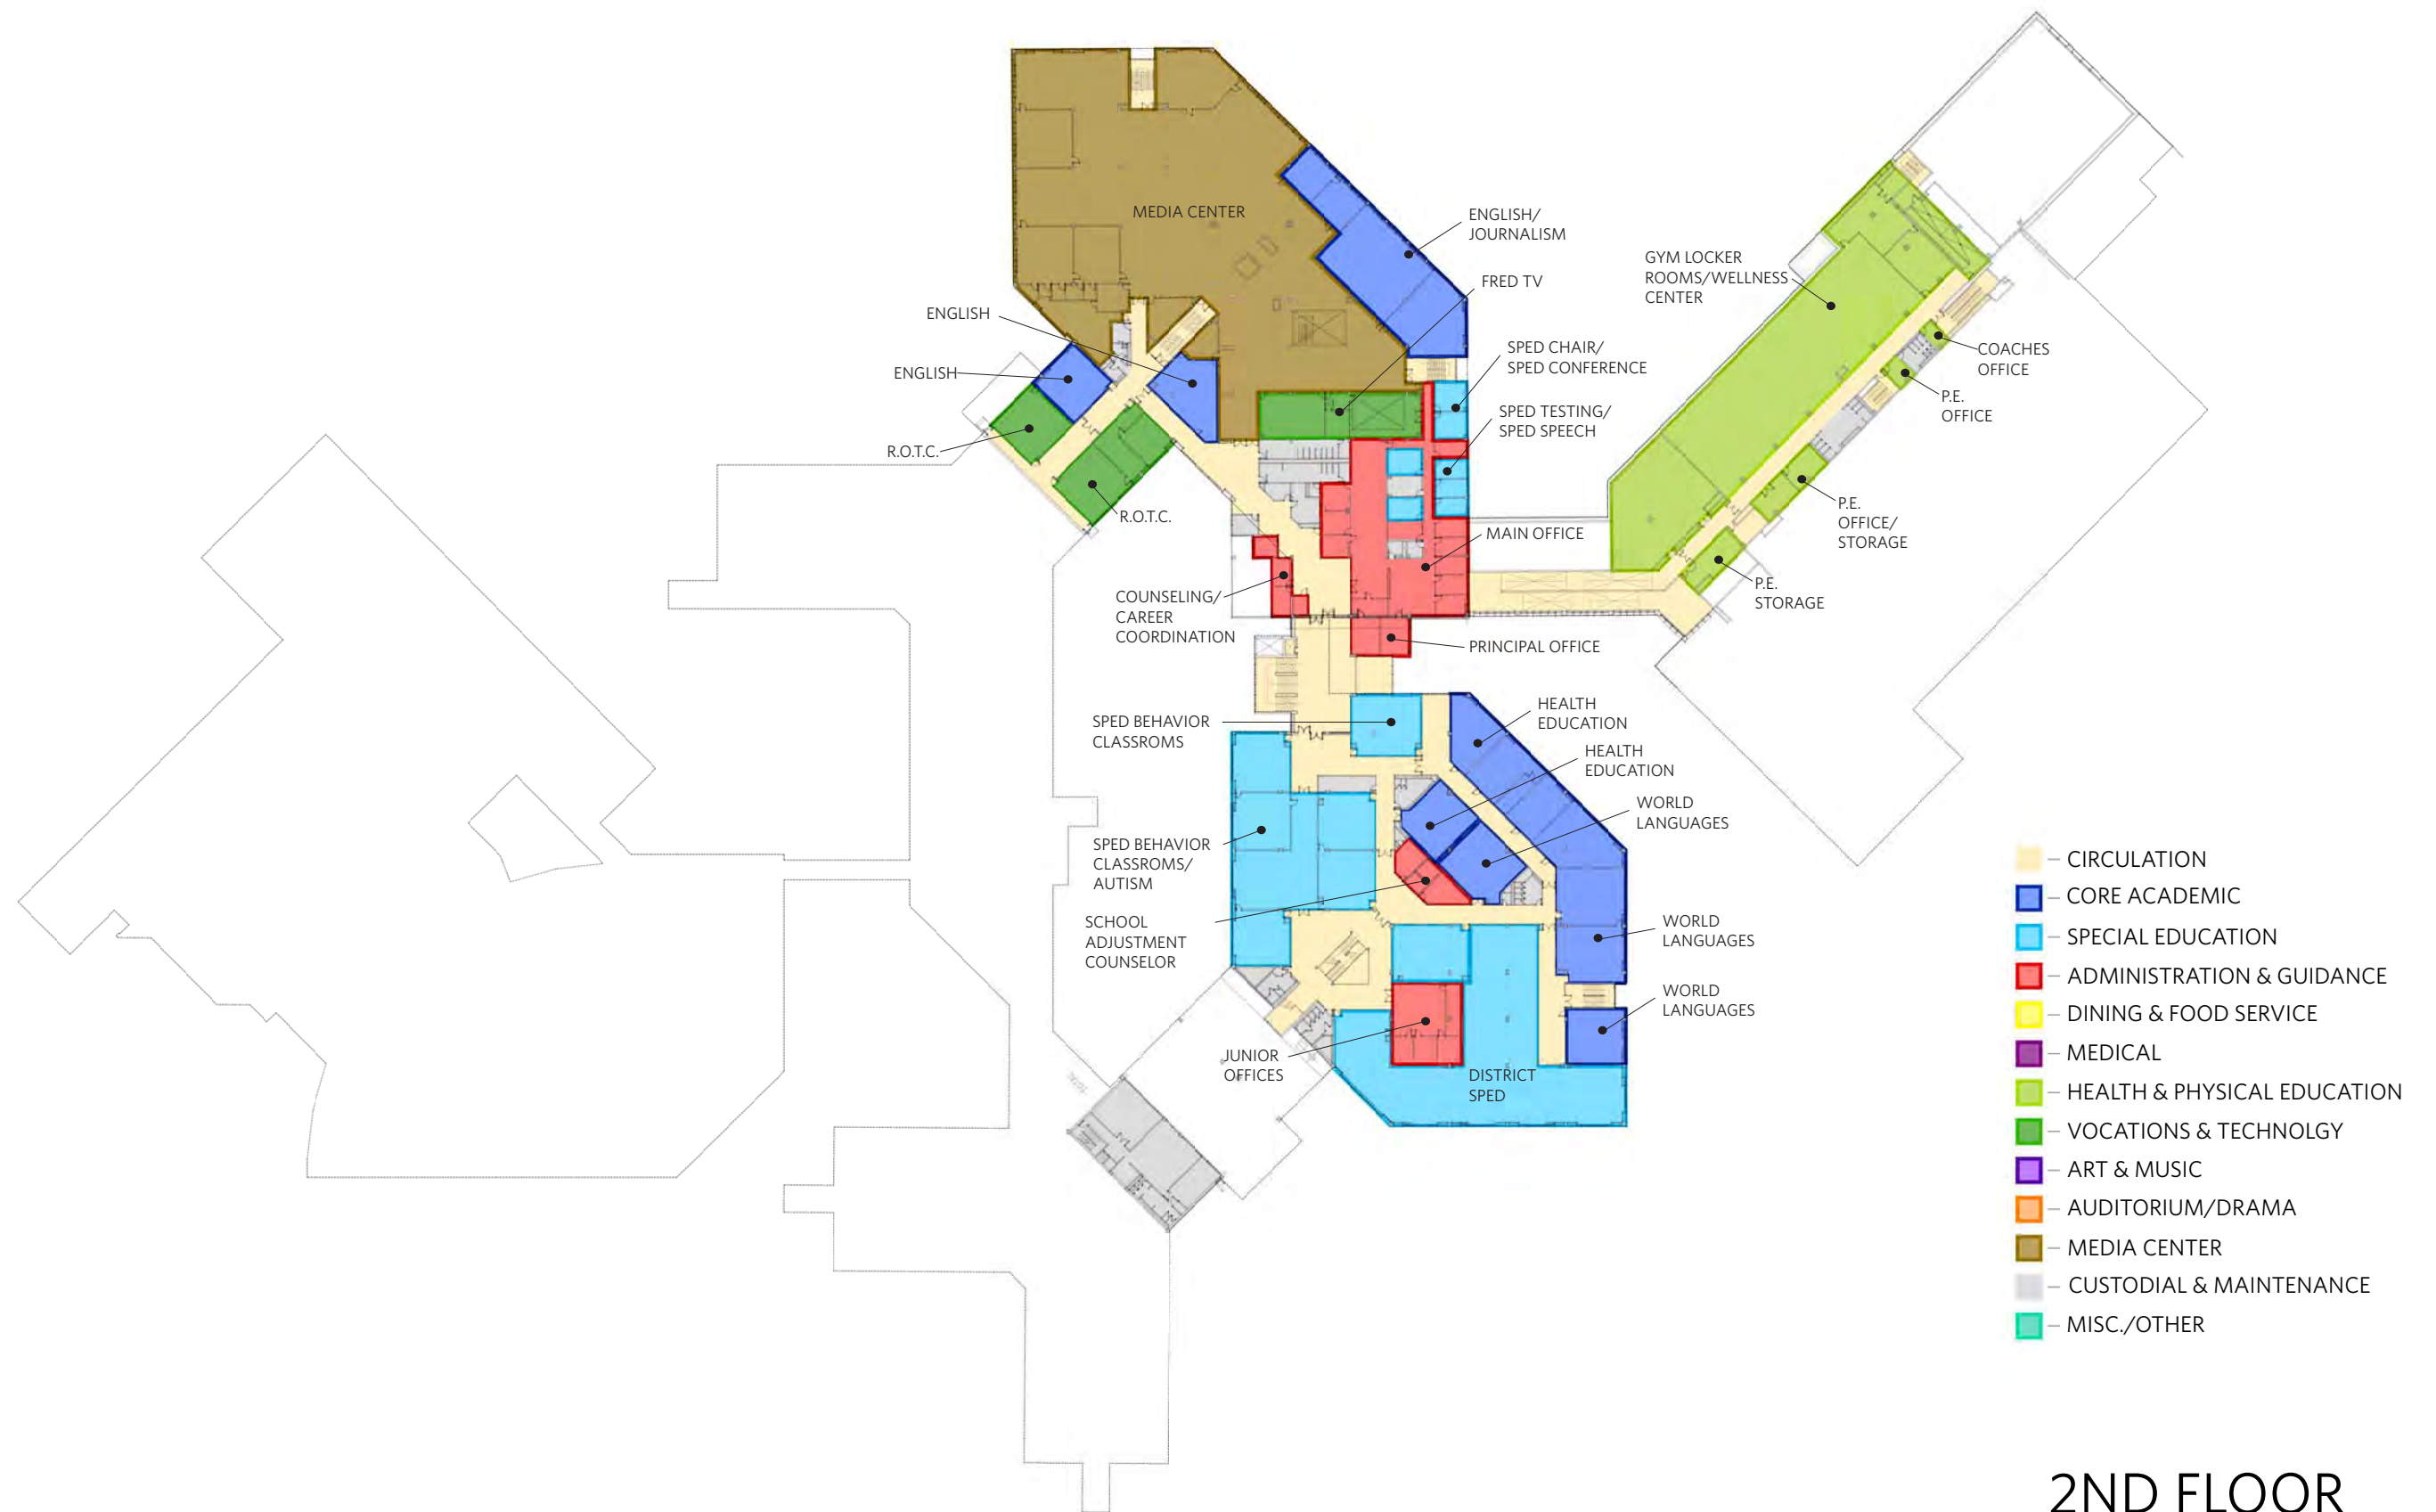 MEDIA CENTER
ENGLISH/
JOURNALISM
FRED TV
ENGLISH
ENGLISH
R.O.T.C.
R.O.T.C.
SPED CHAIR/
SPED CONFERENCE
SPED TESTING/
SPED SPEECH
GYM LOCKER
ROOMS/WELLNESS
CENTER
COACHES
OFFICE
P.E.
OFFICE
P.E.
OFFICE/
STORAGE
P.E.
STORAGE
MAIN OFFICE
COUNSELING/
CAREER
COORDINATION
PRINCIPAL OFFICE
SPED BEHAVIOR
CLASSROMS
HEALTH
EDUCATION
HEALTH
EDUCATION
WORLD
LANGUAGES
SPED BEHAVIOR
CLASSROMS/
AUTISM
SCHOOL
ADJUSTMENT
COUNSELOR
WORLD
LANGUAGES
WORLD
LANGUAGES
JUNIOR
OFFICES
DISTRICT
SPED
CIRCULATION
CORE ACADEMIC
SPECIAL EDUCATION
ADMINISTRATION & GUIDANCE
DINING & FOOD SERVICE
MEDICAL
HEALTH & PHYSICAL EDUCATION
VOCATIONS & TECHNOLGY
ART & MUSIC
AUDITORIUM/DRAMA
MEDIA CENTER
CUSTODIAL & MAINTENANCE
MISC./OTHER
2ND FLOOR